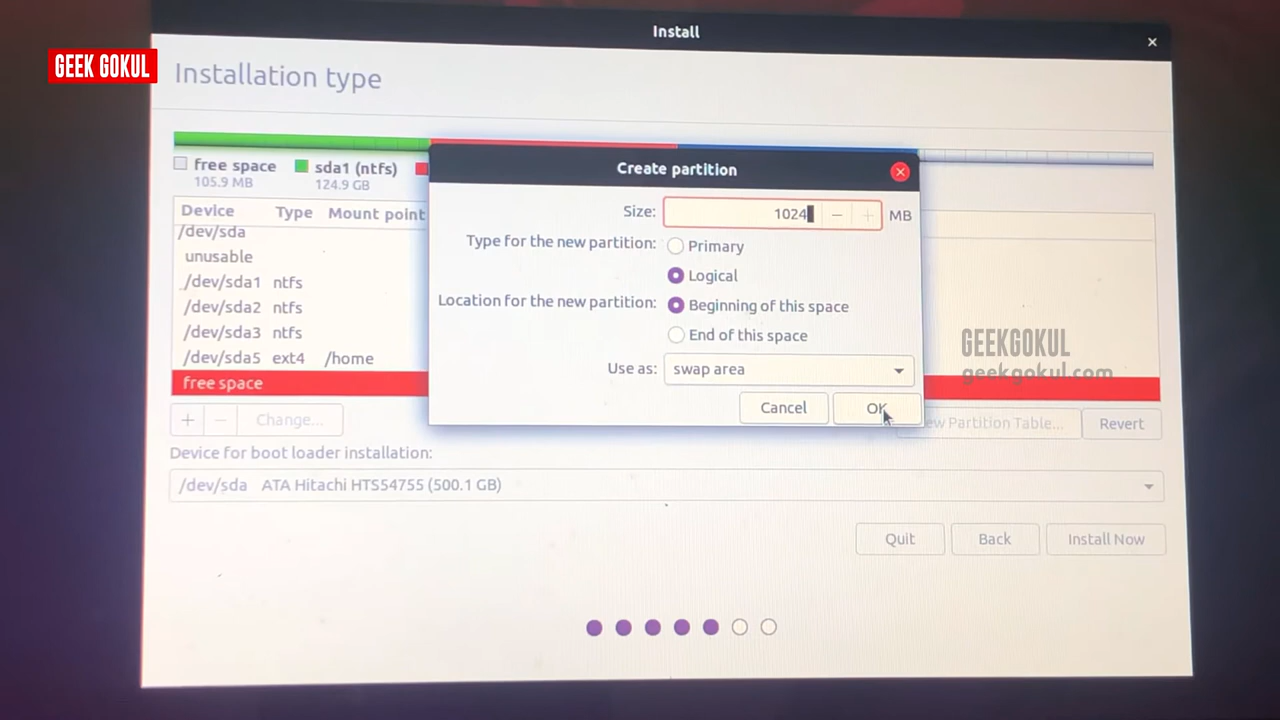 Install
GEEK GOKUL
Installation type
free space
105.9 MB
sda1 (ntfs)
124.9 GB
Device Type Mount point
/dev/sda
unusable
/dev/sda1 ntfs
/dev/sda2 ntfs
/dev/sda3 ntfs
/dev/sda5 ext4 /home
free space
+ − Change...
Create partition
Size: 1024 − + MB
Type for the new partition: Primary
Logical
Location for the new partition: Beginning of this space
End of this space
Use as: swap area
Cancel OK
GEEKGOKUL
geekgokul.com
Partition Table... Revert
Device for boot loader installation:
/dev/sda ATA Hitachi HTS54755 (500.1 GB)
Quit Back Install Now